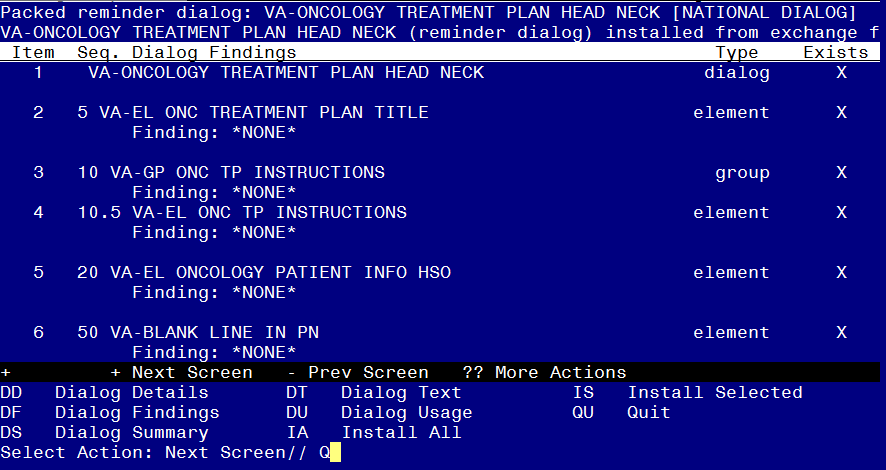 Packed reminder dialog: VA-ONCOLOGY TREATMENT PLAN HEAD NECK [NATIONAL DIALOG]
VA-ONCOLOGY TREATMENT PLAN HEAD NECK (reminder dialog) installed from exchange f
Item Seq. Dialog Findings Type Exists
1 VA-ONCOLOGY TREATMENT PLAN HEAD NECK dialog X
2 5 VA-EL ONC TREATMENT PLAN TITLE element X
Finding: *NONE*
3 10 VA-GP ONC TP INSTRUCTIONS group X
Finding: *NONE*
4 10.5 VA-EL ONC TP INSTRUCTIONS element X
Finding: *NONE*
5 20 VA-EL ONCOLOGY PATIENT INFO HSO element X
Finding: *NONE*
6 50 VA-BLANK LINE IN PN element X
Finding: *NONE*
+ + Next Screen - Prev Screen ?? More Actions
DD Dialog Details DT Dialog Text IS Install Selected
DF Dialog Findings DU Dialog Usage QU Quit
DS Dialog Summary IA Install All
Select Action: Next Screen// Q